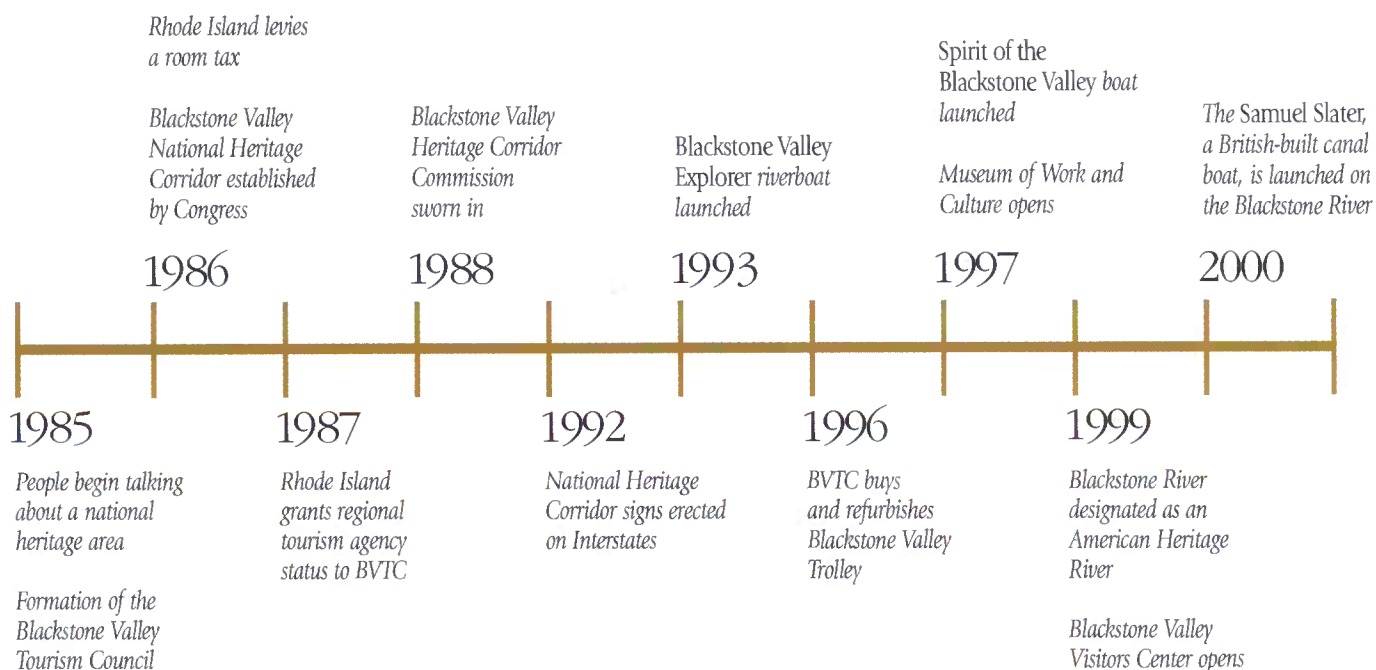 Rhode Island levies
a room tax
Blackstone Valley
National Heritage
Corridor established
by Congress
1986
Blackstone Valley
Heritage Corridor
Commission
sworn in
1988
Blackstone Valley
Explorer riverboat
launched
1993
Spirit of the
Blackstone Valley boat
launched
Museum of Work and
Culture opens
1997
The Samuel Slater,
a British-built canal
boat, is launched on
the Blackstone River
2000
1985
People begin talking
about a national
heritage area
Formation of the
Blackstone Valley
Tourism Council
1987
Rhode Island
grants regional
tourism agency
status to BVTC
1992
National Heritage
Corridor signs erected
on Interstates
1996
BVTC buys
and refurbishes
Blackstone Valley
Trolley
1999
Blackstone River
designated as an
American Heritage
River
Blackstone Valley
Visitors Center opens